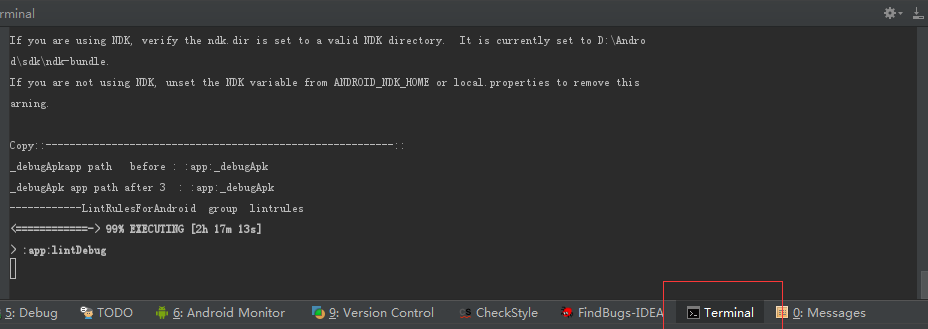 rminal
If you are using NDK, verify the ndk.dir is set to a valid NDK directory.  It is currently set to D:\Andro
d\sdk\ndk-bundle.
If you are not using NDK, unset the NDK variable from ANDROID_NDK_HOME or local.properties to remove this
arning.
Copy::----------------------------------------------------------::
_debugApkapp path   before : :app:_debugApk
_debugApk app path after 3  : :app:_debugApk
------------LintRulesForAndroid  group  lintrules
<============-> 99% EXECUTING [2h 17m 13s]
> :app:lintDebug
5: Debug TODO 6: Android Monitor 9: Version Control CheckStyle FindBugs-IDEA Terminal 0: Messages